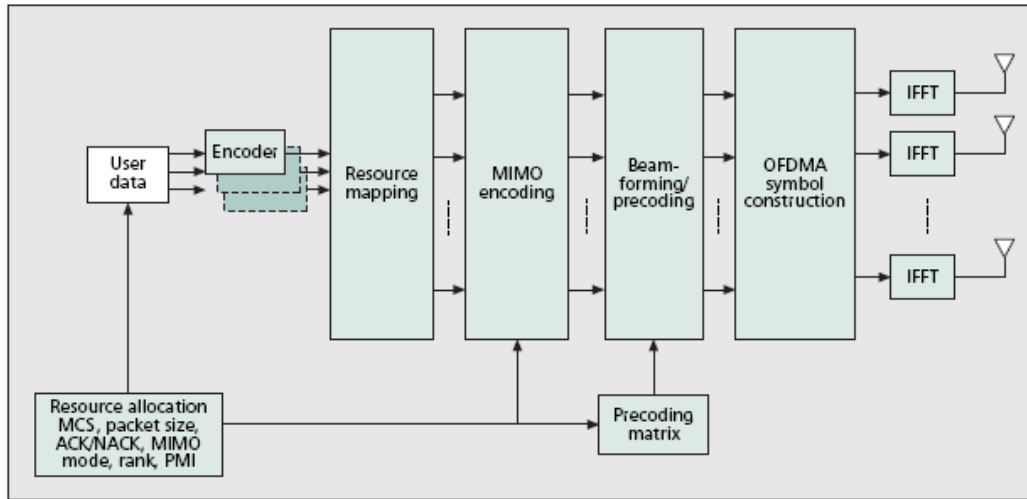 User
data
Encoder
Resource
mapping
MIMO
encoding
Beam-
forming/
precoding
OFDMA
symbol
construction
IFFT
IFFT
IFFT
Resource allocation
MCS, packet size,
ACK/NACK, MIMO
mode, rank, PMI
Precoding
matrix